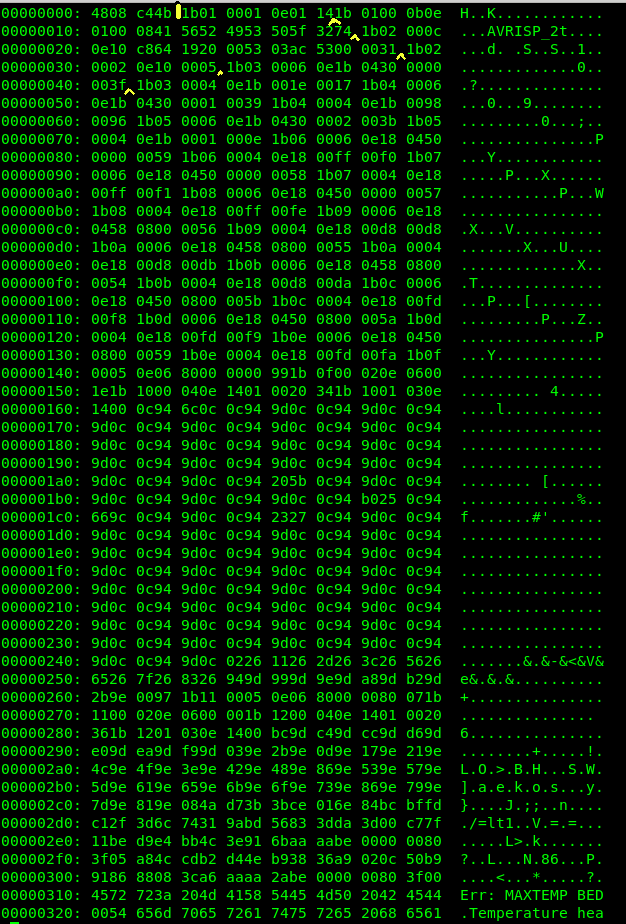 00000000: 4808 c44b 1b01 0001 0e01 141b 0100 0b0e  H..K............
00000010: 0100 0841 5652 4953 505f 3274 1b02 000c  ...AVRISP_2t....
00000020: 0e10 c864 1920 0053 03ac 5300 0031 1b02  ...d. .S..S..1..
00000030: 0002 0e10 0005 1b03 0006 0e1b 0430 0000  .............0..
00000040: 003f 1b03 0004 0e1b 001e 0017 1b04 0006  .?..............
00000050: 0e1b 0430 0001 0039 1b04 0004 0e1b 0098  ...0...9........
00000060: 0096 1b05 0006 0e1b 0430 0002 003b 1b05  .........0...;..
00000070: 0004 0e1b 0001 000e 1b06 0006 0e18 0450  ...............P
00000080: 0000 0059 1b06 0004 0e18 00ff 00f0 1b07  ...Y............
00000090: 0006 0e18 0450 0000 0058 1b07 0004 0e18  .....P...X......
000000a0: 00ff 00f1 1b08 0006 0e18 0450 0000 0057  ...........P...W
000000b0: 1b08 0004 0e18 00ff 00fe 1b09 0006 0e18  ................
000000c0: 0458 0800 0056 1b09 0004 0e18 00d8 00d8  .X...V..........
000000d0: 1b0a 0006 0e18 0458 0800 0055 1b0a 0004  .......X...U....
000000e0: 0e18 00d8 00db 1b0b 0006 0e18 0458 0800  .............X..
000000f0: 0054 1b0b 0004 0e18 00d8 00da 1b0c 0006  .T..............
00000100: 0e18 0450 0800 005b 1b0c 0004 0e18 00fd  ...P...[........
00000110: 00f8 1b0d 0006 0e18 0450 0800 005a 1b0d  .........P...Z..
00000120: 0004 0e18 00fd 00f9 1b0e 0006 0e18 0450  ...............P
00000130: 0800 0059 1b0e 0004 0e18 00fd 00fa 1b0f  ...Y............
00000140: 0005 0e06 8000 0000 991b 0f00 020e 0600  ................
00000150: 1e1b 1000 040e 1401 0020 341b 1001 030e  ......... 4.....
00000160: 1400 0c94 6c0c 0c94 9d0c 0c94 9d0c 0c94  ....l...........
00000170: 9d0c 0c94 9d0c 0c94 9d0c 0c94 9d0c 0c94  ................
00000180: 9d0c 0c94 9d0c 0c94 9d0c 0c94 9d0c 0c94  ................
00000190: 9d0c 0c94 9d0c 0c94 9d0c 0c94 9d0c 0c94  ................
000001a0: 9d0c 0c94 9d0c 0c94 205b 0c94 9d0c 0c94  ........ [......
000001b0: 9d0c 0c94 9d0c 0c94 9d0c 0c94 b025 0c94  .............%..
000001c0: 669c 0c94 9d0c 0c94 2327 0c94 9d0c 0c94  f.......#'......
000001d0: 9d0c 0c94 9d0c 0c94 9d0c 0c94 9d0c 0c94  ................
000001e0: 9d0c 0c94 9d0c 0c94 9d0c 0c94 9d0c 0c94  ................
000001f0: 9d0c 0c94 9d0c 0c94 9d0c 0c94 9d0c 0c94  ................
00000200: 9d0c 0c94 9d0c 0c94 9d0c 0c94 9d0c 0c94  ................
00000210: 9d0c 0c94 9d0c 0c94 9d0c 0c94 9d0c 0c94  ................
00000220: 9d0c 0c94 9d0c 0c94 9d0c 0c94 9d0c 0c94  ................
00000230: 9d0c 0c94 9d0c 0c94 9d0c 0c94 9d0c 0c94  ................
00000240: 9d0c 0c94 9d0c 0c94 0226 1126 2d26 3c26 5626  .......&.&-&<&V&
00000250: 6526 7f26 8326 949d 999d 9e9d a89d b29d  e&.&.&..........
00000260: 2b9e 0097 1b11 0005 0e06 8000 0080 071b  +...............
00000270: 1100 020e 0600 001b 1200 040e 1401 0020  ............... 
00000280: 361b 1201 030e 1400 bc9d c49d cc9d d69d  6...............
00000290: e09d ea9d f99d 039e 2b9e 0d9e 179e 219e  ........+.....!.
000002a0: 4c9e 4f9e 3e9e 429e 489e 869e 539e 579e  L.O.>.B.H...S.W.
000002b0: 5d9e 619e 659e 6b9e 6f9e 739e 869e 799e  ].a.e.k.o.s...y.
000002c0: 7d9e 819e 084a d73b 3bce 016e 84bc bffd  }....J.;;..n....
000002d0: c12f 3d6c 7431 9abd 5683 3dda 3d00 c77f  ./=lt1..V.=.=...
000002e0: 11be d9e4 bb4c 3e91 6baa aabe 0000 0080  .....L>.k.......
000002f0: 3f05 a84c cdb2 d44e b938 36a9 020c 50b9  ?..L...N.86...P.
00000300: 9186 8808 3ca6 aaaa 2abe 0000 0080 3f00  ....<...*.....?.
00000310: 4572 723a 204d 4158 5445 4d50 2042 4544  Err: MAXTEMP BED
00000320: 0054 656d 7065 7261 7475 7265 2068 6561  .Temperature hea